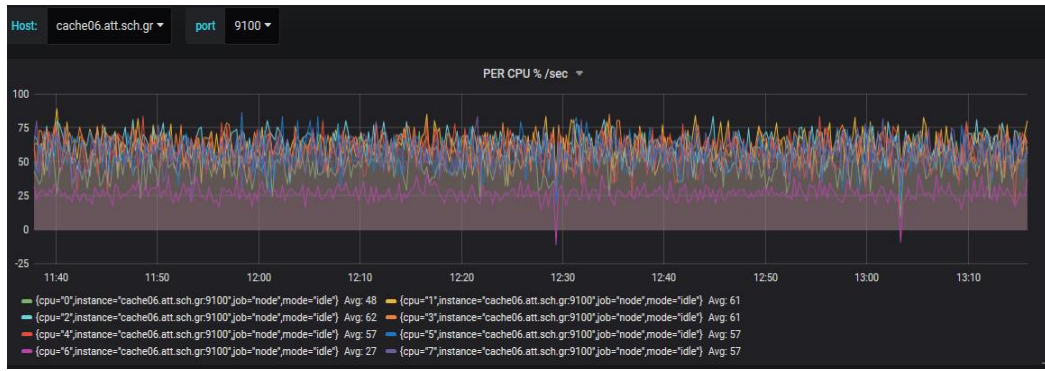 Host: cache06.att.sch.gr port 9100
PER CPU % /sec
100
75
50
25
0
-25
11:40 11:50 12:00 12:10 12:20 12:30 12:40 12:50 13:00 13:10
{cpu="0",instance="cache06.att.sch.gr:9100",job="node",mode="idle"} Avg: 48 {cpu="1",instance="cache06.att.sch.gr:9100",job="node",mode="idle"} Avg: 61
{cpu="2",instance="cache06.att.sch.gr:9100",job="node",mode="idle"} Avg: 62 {cpu="3",instance="cache06.att.sch.gr:9100",job="node",mode="idle"} Avg: 61
{cpu="4",instance="cache06.att.sch.gr:9100",job="node",mode="idle"} Avg: 57 {cpu="5",instance="cache06.att.sch.gr:9100",job="node",mode="idle"} Avg: 57
{cpu="6",instance="cache06.att.sch.gr:9100",job="node",mode="idle"} Avg: 27 {cpu="7",instance="cache06.att.sch.gr:9100",job="node",mode="idle"} Avg: 57